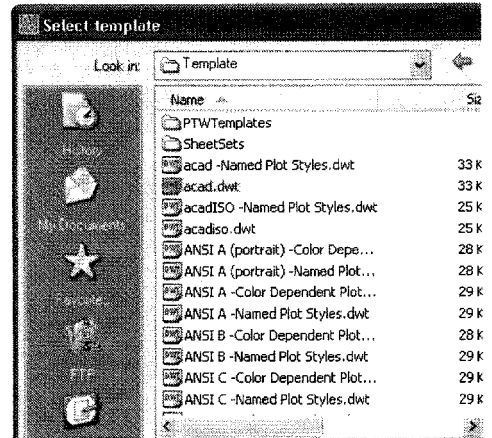 Select template
Look in: Template
Name Siz
PTWTemplates
SheetSets
acad -Named Plot Styles.dwt 33 K
acad.dwt 33 K
acadISO -Named Plot Styles.dwt 25 K
acadiso.dwt 25 K
ANSI A (portrait) -Color Depe... 28 K
ANSI A (portrait) -Named Plot... 28 K
ANSI A -Color Dependent Plot... 29 K
ANSI A -Named Plot Styles.dwt 29 K
ANSI B -Color Dependent Plot... 28 K
ANSI B -Named Plot Styles.dwt 29 K
ANSI C -Color Dependent Plot... 29 K
ANSI C -Named Plot Styles.dwt 29 K
History
My Documents
FTP